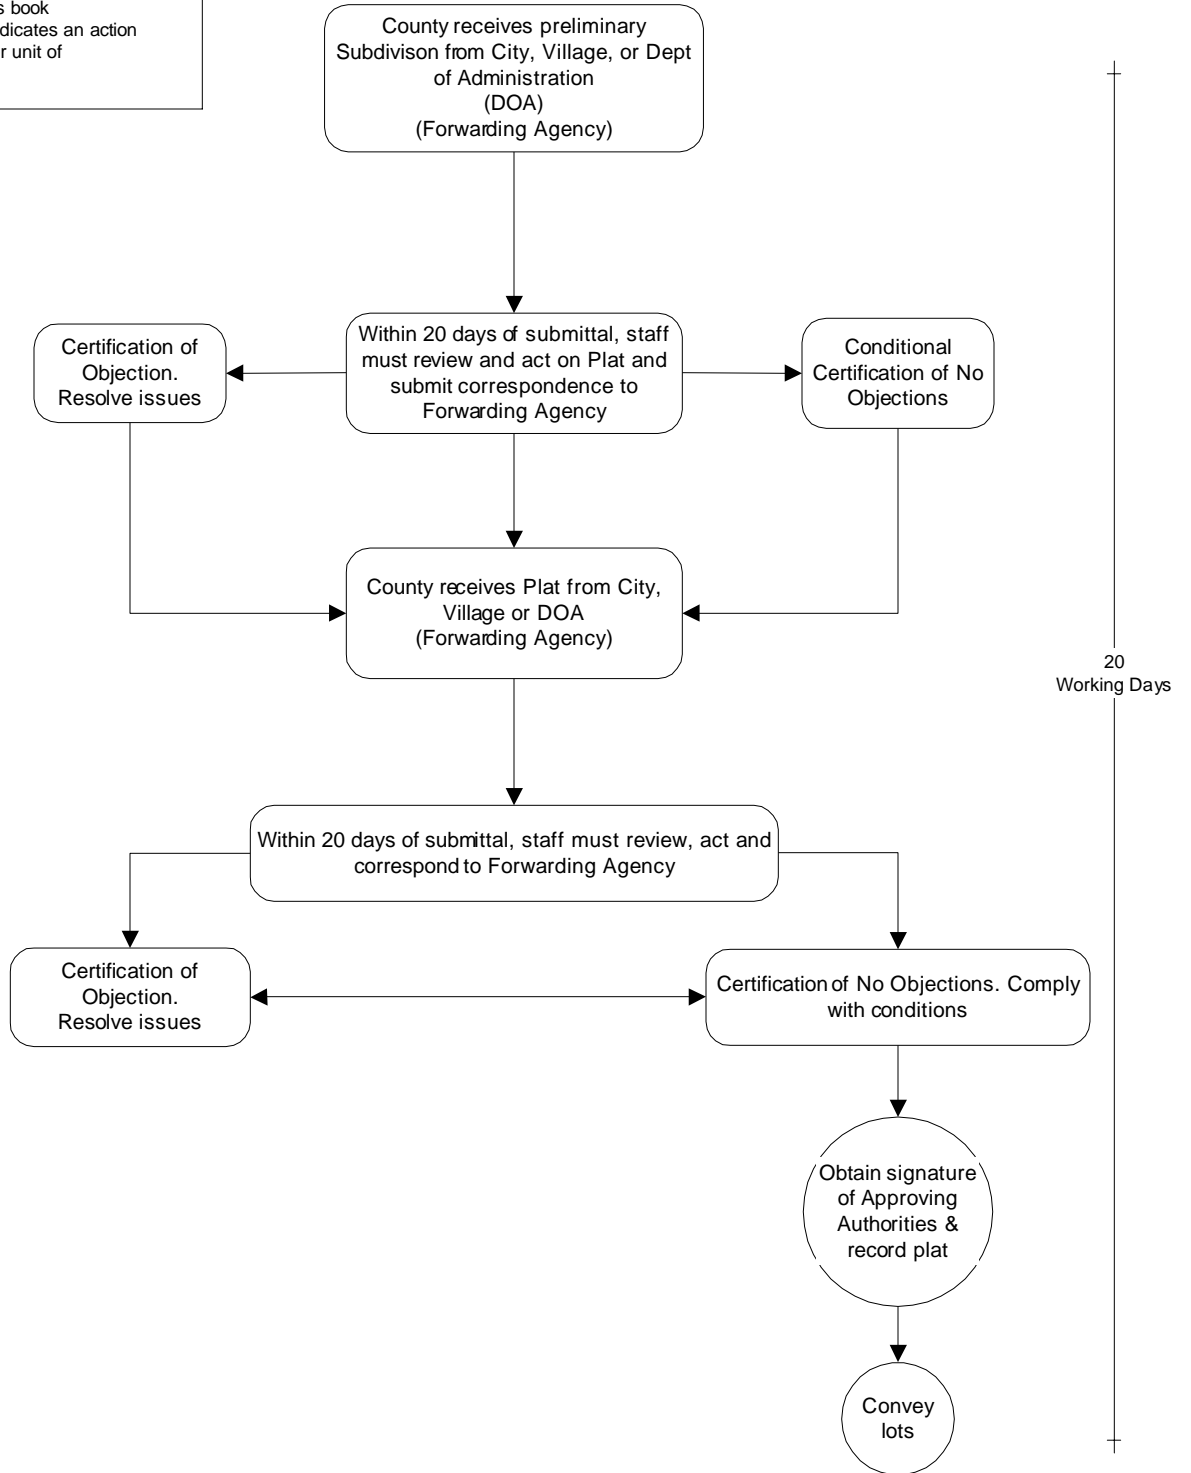 s book
dicates an action
r unit of
County receives preliminary
Subdivison from City, Village, or Dept
of Administration
(DOA)
(Forwarding Agency)
Certification of
Objection.
Resolve issues
Within 20 days of submittal, staff
must review and act on Plat and
submit correspondence to
Forwarding Agency
Conditional
Certification of No
Objections
County receives Plat from City,
Village or DOA
(Forwarding Agency)
20
Working Days
Within 20 days of submittal, staff must review, act and
correspond to Forwarding Agency
Certification of
Objection.
Resolve issues
Certification of No Objections. Comply
with conditions
Obtain signature
of Approving
Authorities &
record plat
Convey
lots